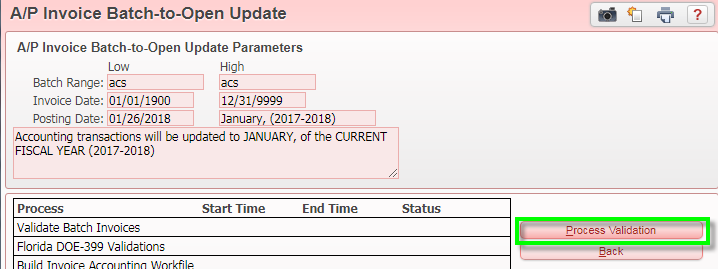 A/P Invoice Batch-to-Open Update
?
A/P Invoice Batch-to-Open Update Parameters
Low High
Batch Range: acs acs
Invoice Date: 01/01/1900 12/31/9999
Posting Date: 01/26/2018 January, (2017-2018)
Accounting transactions will be updated to JANUARY, of the CURRENT
FISCAL YEAR (2017-2018)
Process Start Time End Time Status
Validate Batch Invoices
Process Validation
Florida DOE-399 Validations
Back
Build Invoice Accounting Workfile